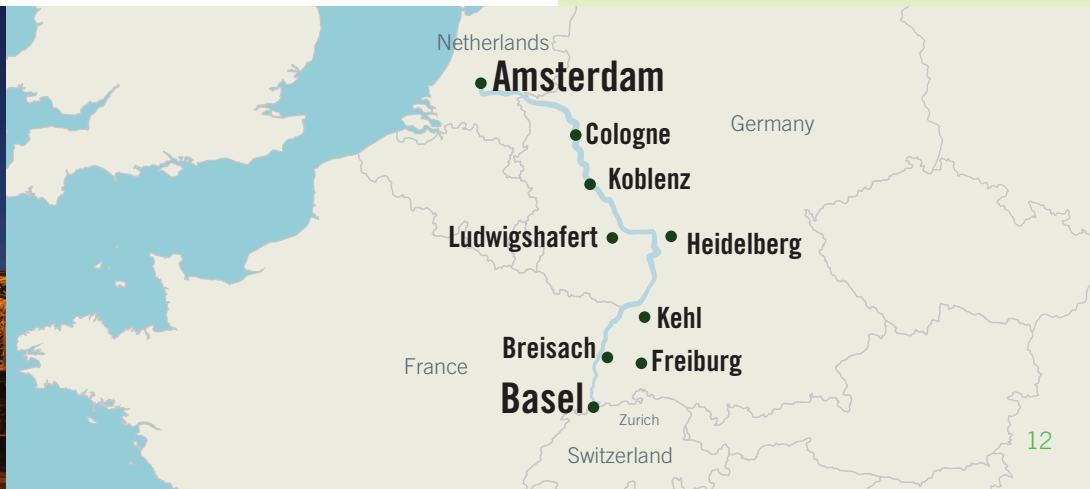 Netherlands
Amsterdam
Cologne
Germany
Koblenz
Ludwigshafert
Heidelberg
Kehl
Breisach
Freiburg
France
Basel
Zurich
Switzerland
12